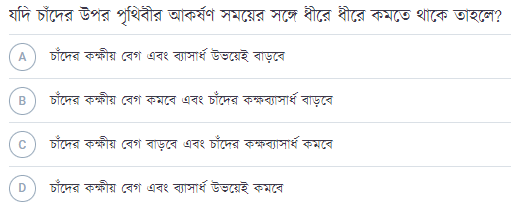 যদি চাঁদের উপর পৃথিবীর আকর্ষণ সময়ের সঙ্গে ধীরে ধীরে কমতে থাকে তাহলে?
A চাঁদের কক্ষীয় বেগ এবং ব্যাসার্ধ উভয়েই বাড়বে
B চাঁদের কক্ষীয় বেগ কমবে এবং চাঁদের কক্ষব্যাসার্ধ বাড়বে
C চাঁদের কক্ষীয় বেগ বাড়বে এবং চাঁদের কক্ষব্যাসার্ধ কমবে
D চাঁদের কক্ষীয় বেগ এবং ব্যাসার্ধ উভয়েই কমবে